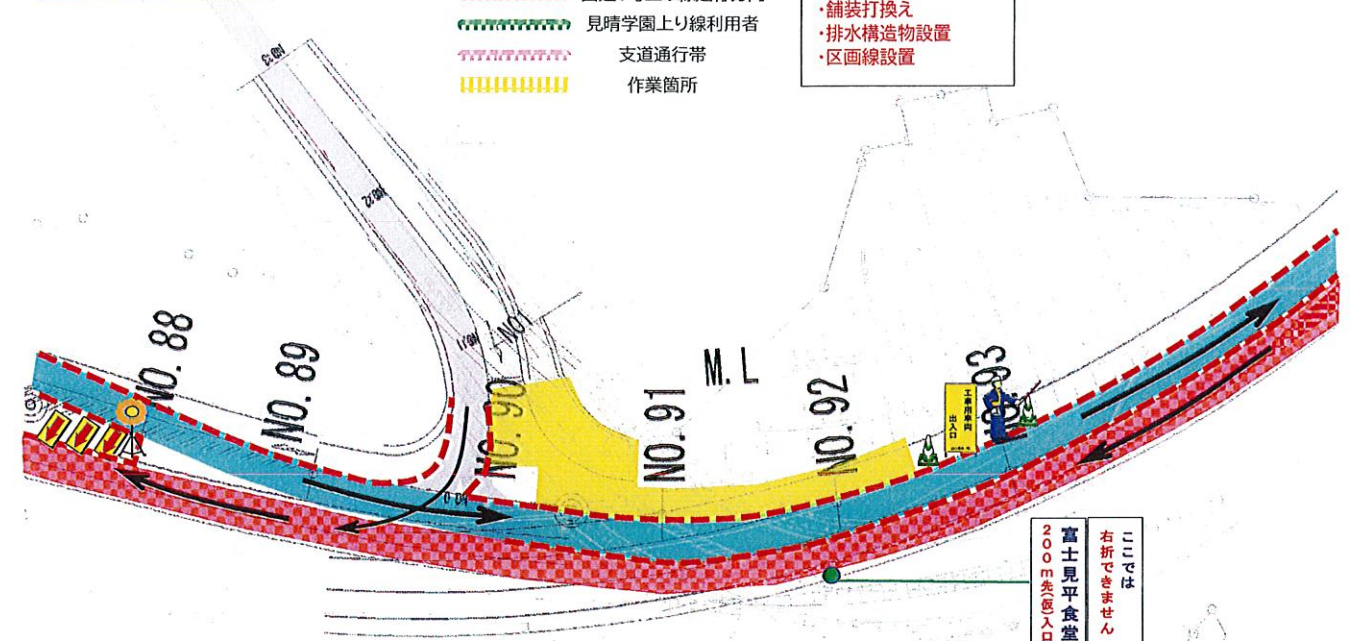 見晴学園上り線利用者
支道通行帯
作業箇所
・舗装打換え
・排水構造物設置
・区画線設置
NO.88
NO.89
NO.90
NO1
NO.91
M.L
NO.92
NO.93
工事用車両
出入口
ここでは
右折できません
富士見平食堂
200m先(仮)入口